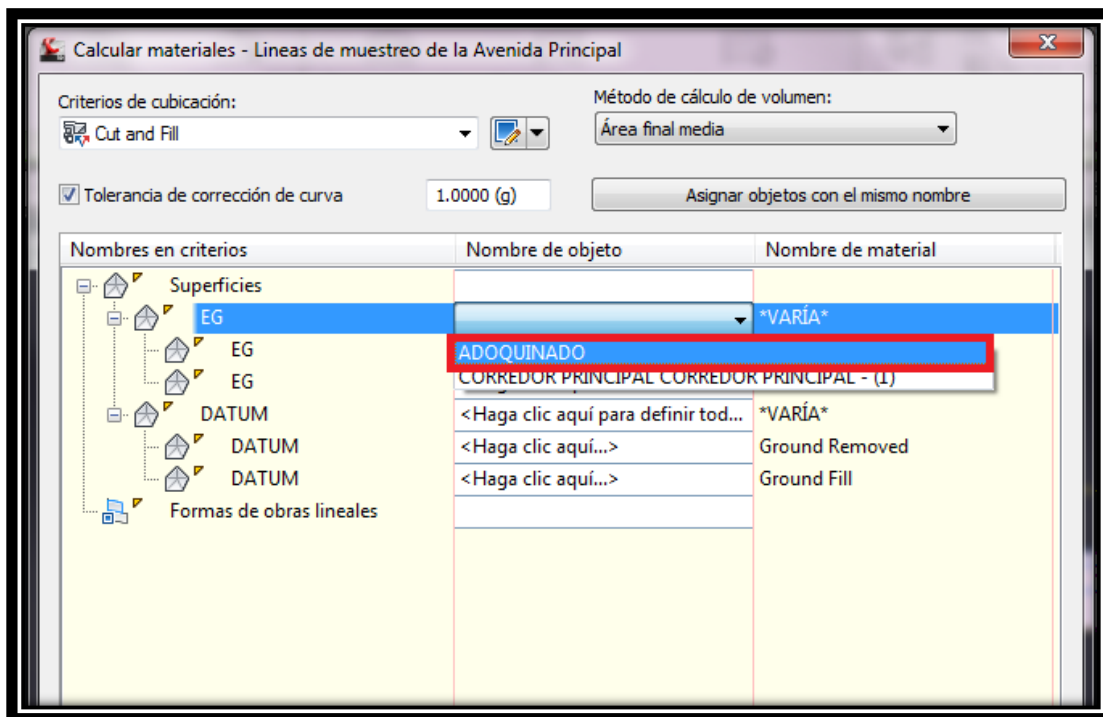 Calcular materiales - Lineas de muestreo de la Avenida Principal
Criterios de cubicación:
Método de cálculo de volumen:
Cut and Fill
Área final media
Tolerancia de corrección de curva
1.0000 (g)
Asignar objetos con el mismo nombre
Nombres en criterios
Nombre de objeto
Nombre de material
Superficies
EG
*VARÍA*
EG
ADOQUINADO
EG
CORREDOR PRINCIPAL CORREDOR PRINCIPAL - (1)
DATUM
<Haga clic aquí para definir tod...
*VARÍA*
DATUM
<Haga clic aquí...>
Ground Removed
DATUM
<Haga clic aquí...>
Ground Fill
Formas de obras lineales